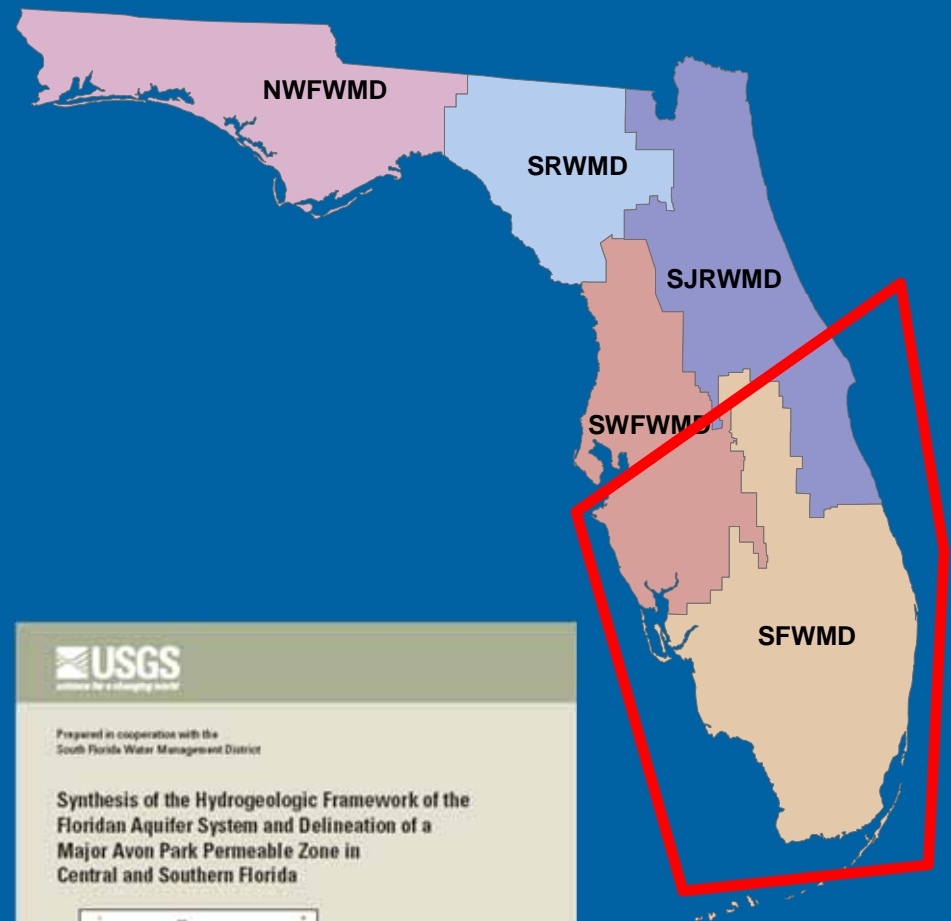 NWFWMD
SRWMD
SJRWMD
SWFWMD
SFWMD
USGS
science for a changing world
Prepared in cooperation with the
South Florida Water Management District
Synthesis of the Hydrogeologic Framework of the
Floridan Aquifer System and Delineation of a
Major Avon Park Permeable Zone in
Central and Southern Florida